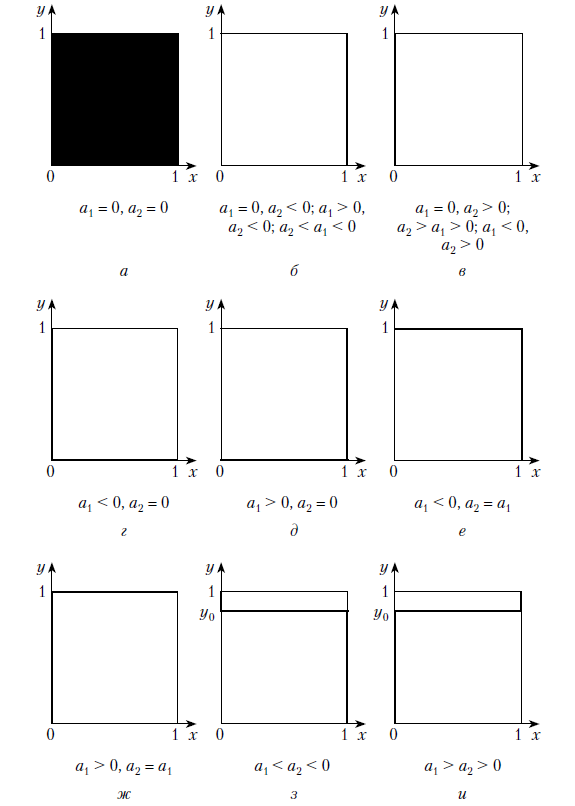 y y y
1 1 1
0 1 x 0 1 x 0 1 x
a₁ = 0, a₂ = 0 a₁ = 0, a₂ < 0; a₁ > 0, a₁ = 0, a₂ > 0;
a₂ < 0; a₂ < a₁ < 0 a₂ > a₁ > 0; a₁ < 0,
a₂ > 0
а б в
y y y
1 1 1
0 1 x 0 1 x 0 1 x
a₁ < 0, a₂ = 0 a₁ > 0, a₂ = 0 a₁ < 0, a₂ = a₁
г д е
y y y
1 1 1
y₀ y₀
0 1 x 0 1 x 0 1 x
a₁ > 0, a₂ = a₁ a₁ < a₂ < 0 a₁ > a₂ > 0
ж з и